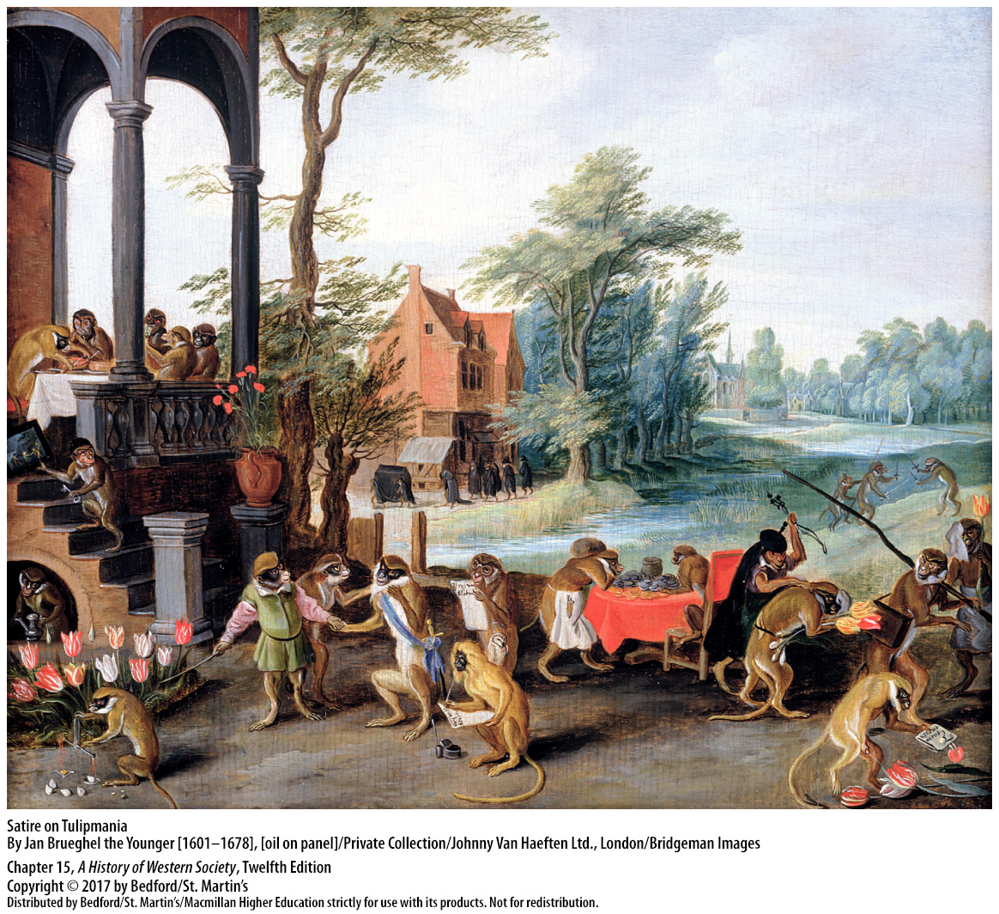 Satire on Tulipmania
By Jan Brueghel the Younger [1601–1678], [oil on panel]/Private Collection/Johnny Van Haeften Ltd., London/Bridgeman Images
Chapter 15, A History of Western Society, Twelfth Edition
Copyright © 2017 by Bedford/St. Martin’s
Distributed by Bedford/St. Martin’s/Macmillan Higher Education strictly for use with its products. Not for redistribution.